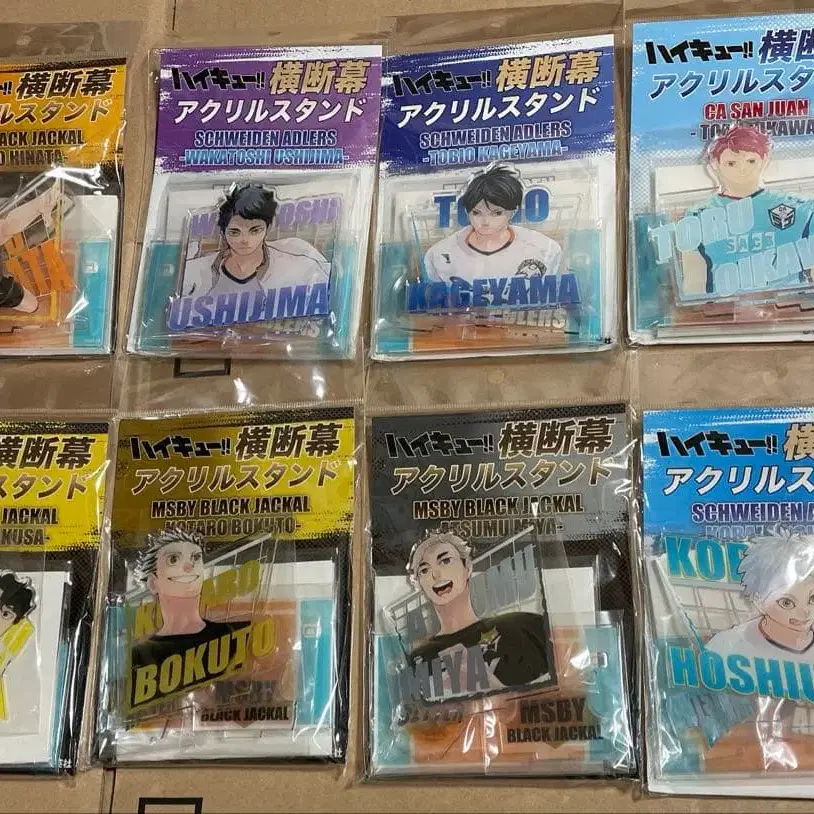 アクリルスタンド
BLACK JACKAL
O HINATA-
ATA
ハイキュー!! 横断幕
アクリルスタンド
SCHWEIDEN ADLERS
-WAKATOSHI USHIJIMA-
USHIJIMA
ハイキュー!! 横断幕
アクリルスタンド
SCHWEIDEN ADLERS
-TOBIO KAGEYAMA-
KAGEYAMA
ハイキュー!! 横断
アクリルスタ
CA SAN JUAN
TORU
横断幕
スタンド
JACKAL
KUSA-
ハイキュー!! 横断幕
アクリルスタンド
MSBY BLACK JACKAL
KOTARO BOKUTO-
BOKUTO
MSBY
BLACK JACKAL
ハイキュー!! 横断幕
アクリルスタンド
MSBY BLACK JACKAL
-ATSUMU MIYA-
MIYA
MSBY
BLACK JACKAL
ハイキュー!! 横
アクリルスタ
SCHWEIDEN A
HOSHIU